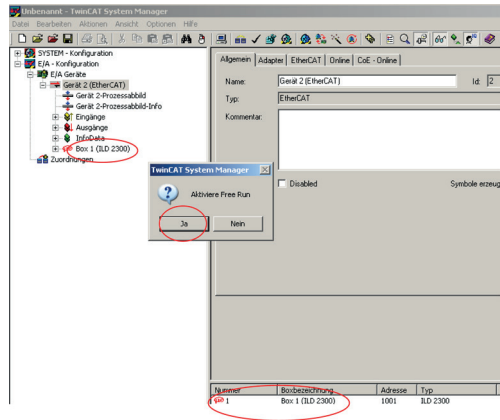 Unbenannt - TwinCAT System Manager
Datei Bearbeiten Aktionen Ansicht Optionen Hilfe
SYSTEM - Konfiguration
E/A - Konfiguration
E/A Geräte
Gerät 2 (EtherCAT)
Gerät 2-Prozessabbild
Gerät 2-Prozessabbild-Info
Eingänge
Ausgänge
InfoData
Box 1 (ILD 2300)
Zuordnungen
Allgemein Adapter EtherCAT Online CoE - Online
Name: Gerät 2 (EtherCAT) Id: 2
Typ: EtherCAT
Kommentar:
Disabled Symbole erzeug
TwinCAT System Manager
Aktiviere Free Run
Ja Nein
Nummer Boxbezeichnung Adresse Typ
1 Box 1 (ILD 2300) 1001 ILD 2300